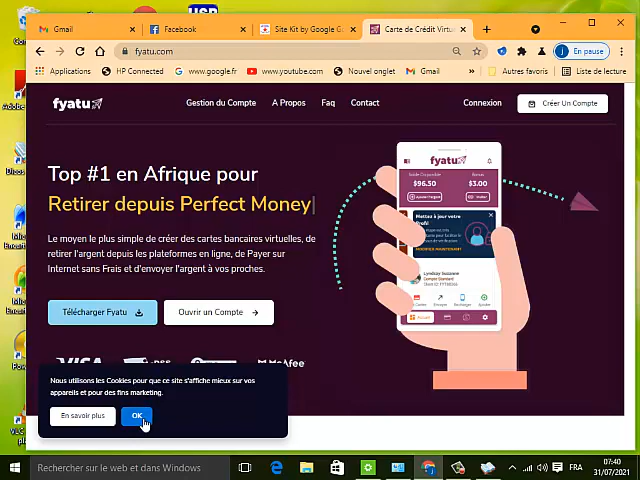 Gmail
Facebook
Site Kit by Google
Carte de Crédit Virtu
fyatu.com
En pause
Applications
HP Connected
www.google.fr
www.youtube.com
Nouvel onglet
Gmail
Autres favoris
Liste de lecture
fyatu
Gestion du Compte
A Propos
Faq
Contact
Connexion
Créer Un Compte
Top #1 en Afrique pour
Retirer depuis Perfect Money
Le moyen le plus simple de créer des cartes bancaires virtuelles, de
retirer l'argent depuis les plateformes en ligne, de Payer sur
Internet sans Frais et d'envoyer l'argent à vos proches.
Télécharger Fyatu
Ouvrir un Compte
fyatu
Solde Disponible
Bonus
$96.50
$3.00
Mettez à jour votre
Profil
Lyndsay Suzanne
VISA
McAfee
Nous utilisons les Cookies pour que ce site s'affiche mieux sur vos
appareils et pour des fins marketing.
En savoir plus
OK
Rechercher sur le web et dans Windows
FRA
07:40
31/07/2021